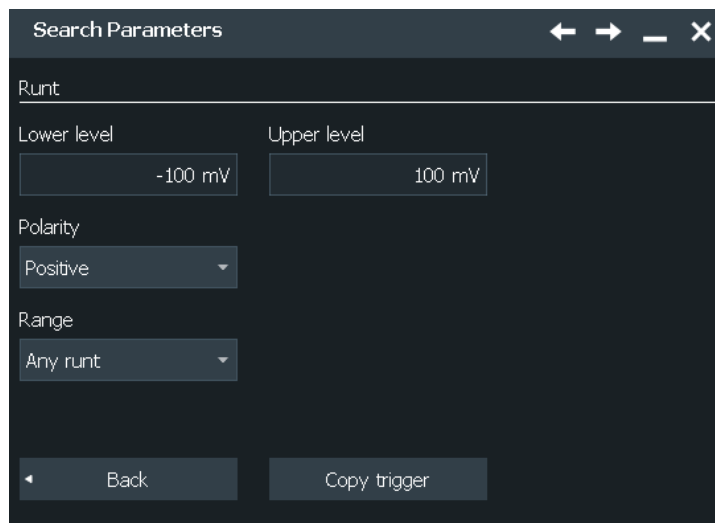 Search Parameters
Runt
Lower level Upper level
-100 mV 100 mV
Polarity
Positive
Range
Any runt
Back Copy trigger